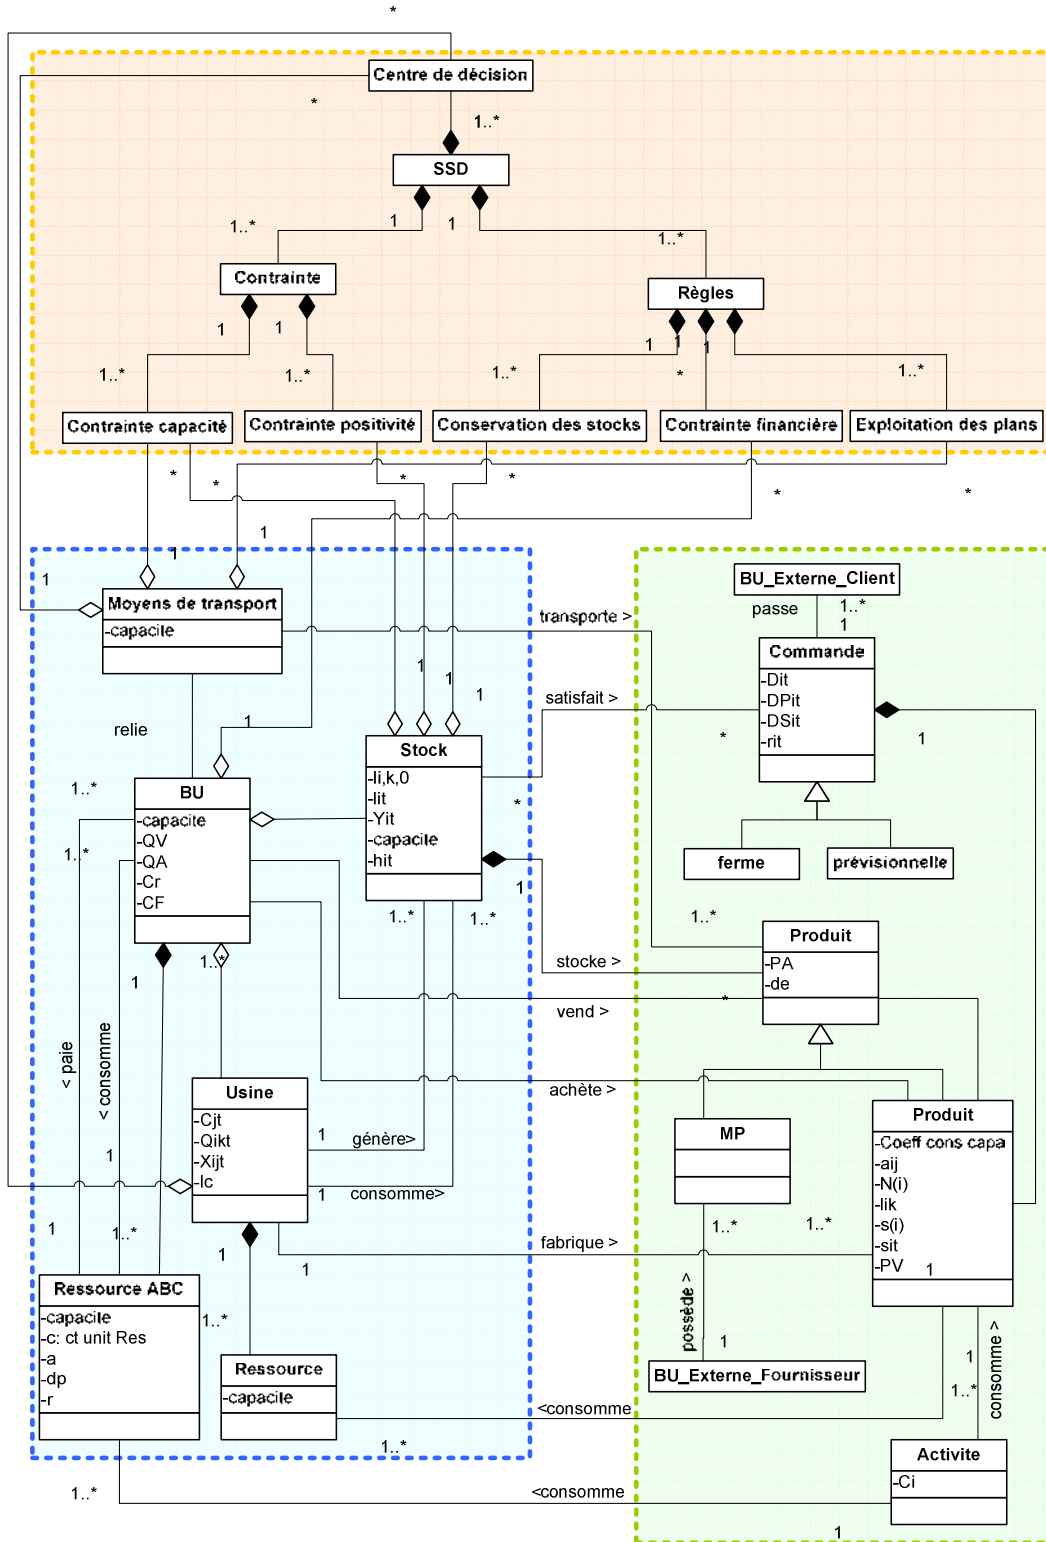 *
Centre de décision
*
1..*
SSD
1
1
1..*
1..*
Contrainte
Règles
1
1
1
1
1
1..*
1..*
1..*
*
1..*
Contrainte capacité
Contrainte positivité
Conservation des stocks
Contrainte financière
Exploitation des plans
*
*
*
*
*
*
1
1
1
Moyens de transport
-capacite
transporte >
BU_Externe_Client
passe
1..*
1
Commande
-Dit
-DPit
-DSit
-rit
1
1
1
satisfait >
*
1
relie
1
Stock
-Ii,k,0
-Iit
-Yit
-capacite
-hit
1..*
BU
-capacite
-QV
-QA
-Cr
-CF
1..*
*
1
ferme
prévisionnelle
1..*
1..*
1..*
Produit
-PA
-de
1..*
1
stocke >
vend >
*
< paie
< consomme
achète >
Usine
-Cjt
-Qikt
-Xijt
-Ic
1
génère>
1
consomme>
MP
Produit
-Coeff cons capa
-aij
-N(i)
-lik
-s(i)
-sit
-PV
1
1
1
1..*
1
1
fabrique >
1..*
1..*
Ressource ABC
-capacite
-c: ct unit Res
-a
-dp
-r
1..*
Ressource
-capacite
possède >
1
BU_Externe_Fournisseur
1
1..*
consomme >
<consomme
1..*
Activite
-Ci
1..*
<consomme
1